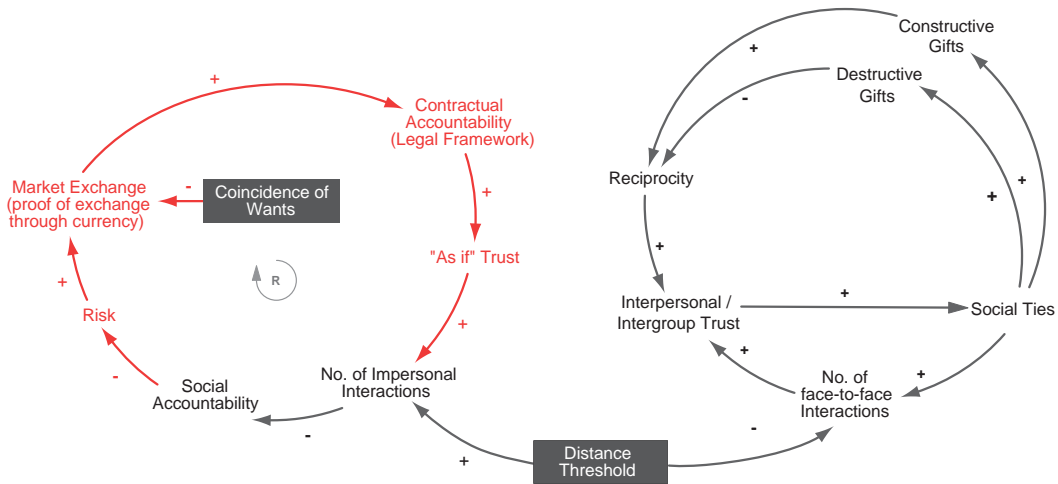 Constructive
Gifts
+
Destructive
Gifts
+
-
Contractual
Accountability
(Legal Framework)
Reciprocity
+
+
Market Exchange
(proof of exchange
through currency)
-
Coincidence of
Wants
+
+
"As if" Trust
R
+
Interpersonal /
Intergroup Trust
+
Social Ties
Risk
+
+
+
-
No. of Impersonal
Interactions
No. of
face-to-face
Interactions
Social
Accountability
-
+
-
Distance
Threshold